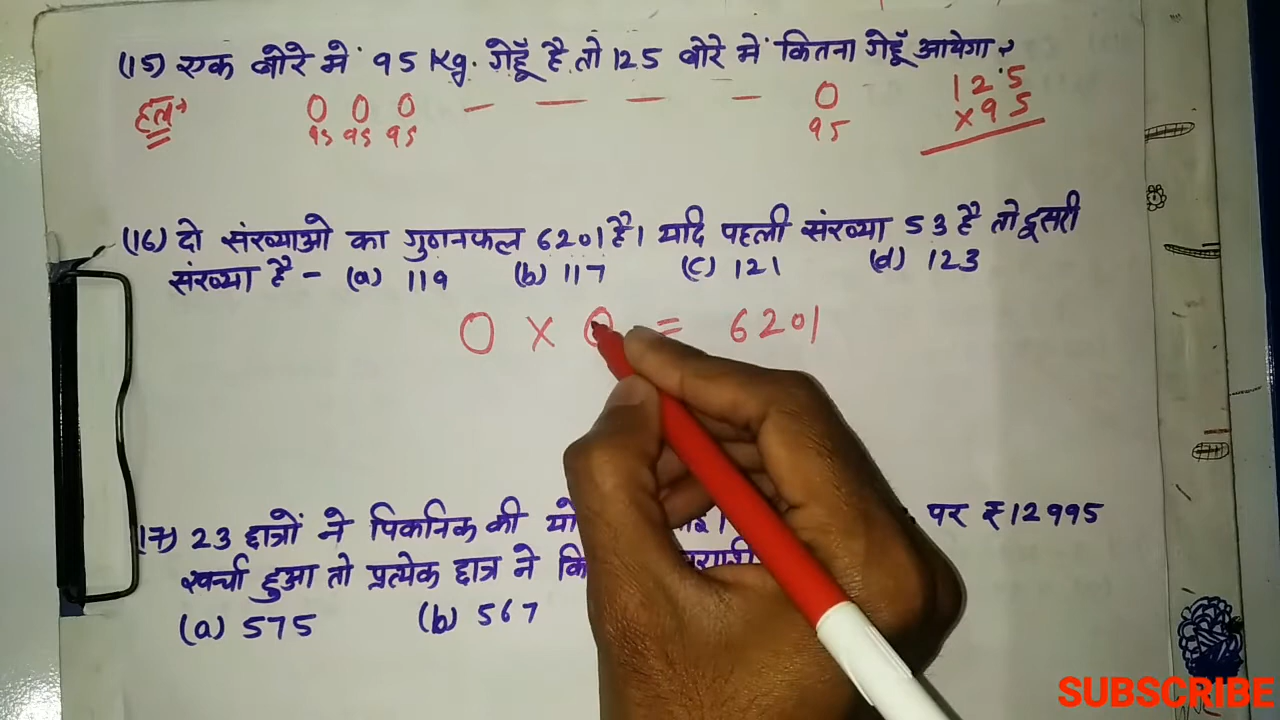 (15) एक बोरे में 95 Kg. गेहूँ है तो 125 बोरे में कितना गेहूँ आयेगा?
हल→ 0 0 0 — — — — 0 125
95 95 95 95 ×95
(16) दो संख्याओ का गुणनफल 6201 है। यदि पहली संख्या 53 है तो दूसरी
संख्या है - (a) 119 (b) 117 (c) 121 (d) 123
0 × 0 = 6201
17) 23 छात्रों ने पिकनिक की पर ₹12995
खर्चा हुआ तो प्रत्येक छात्र ने
(a) 575 (b) 567
SUBSCRIBE